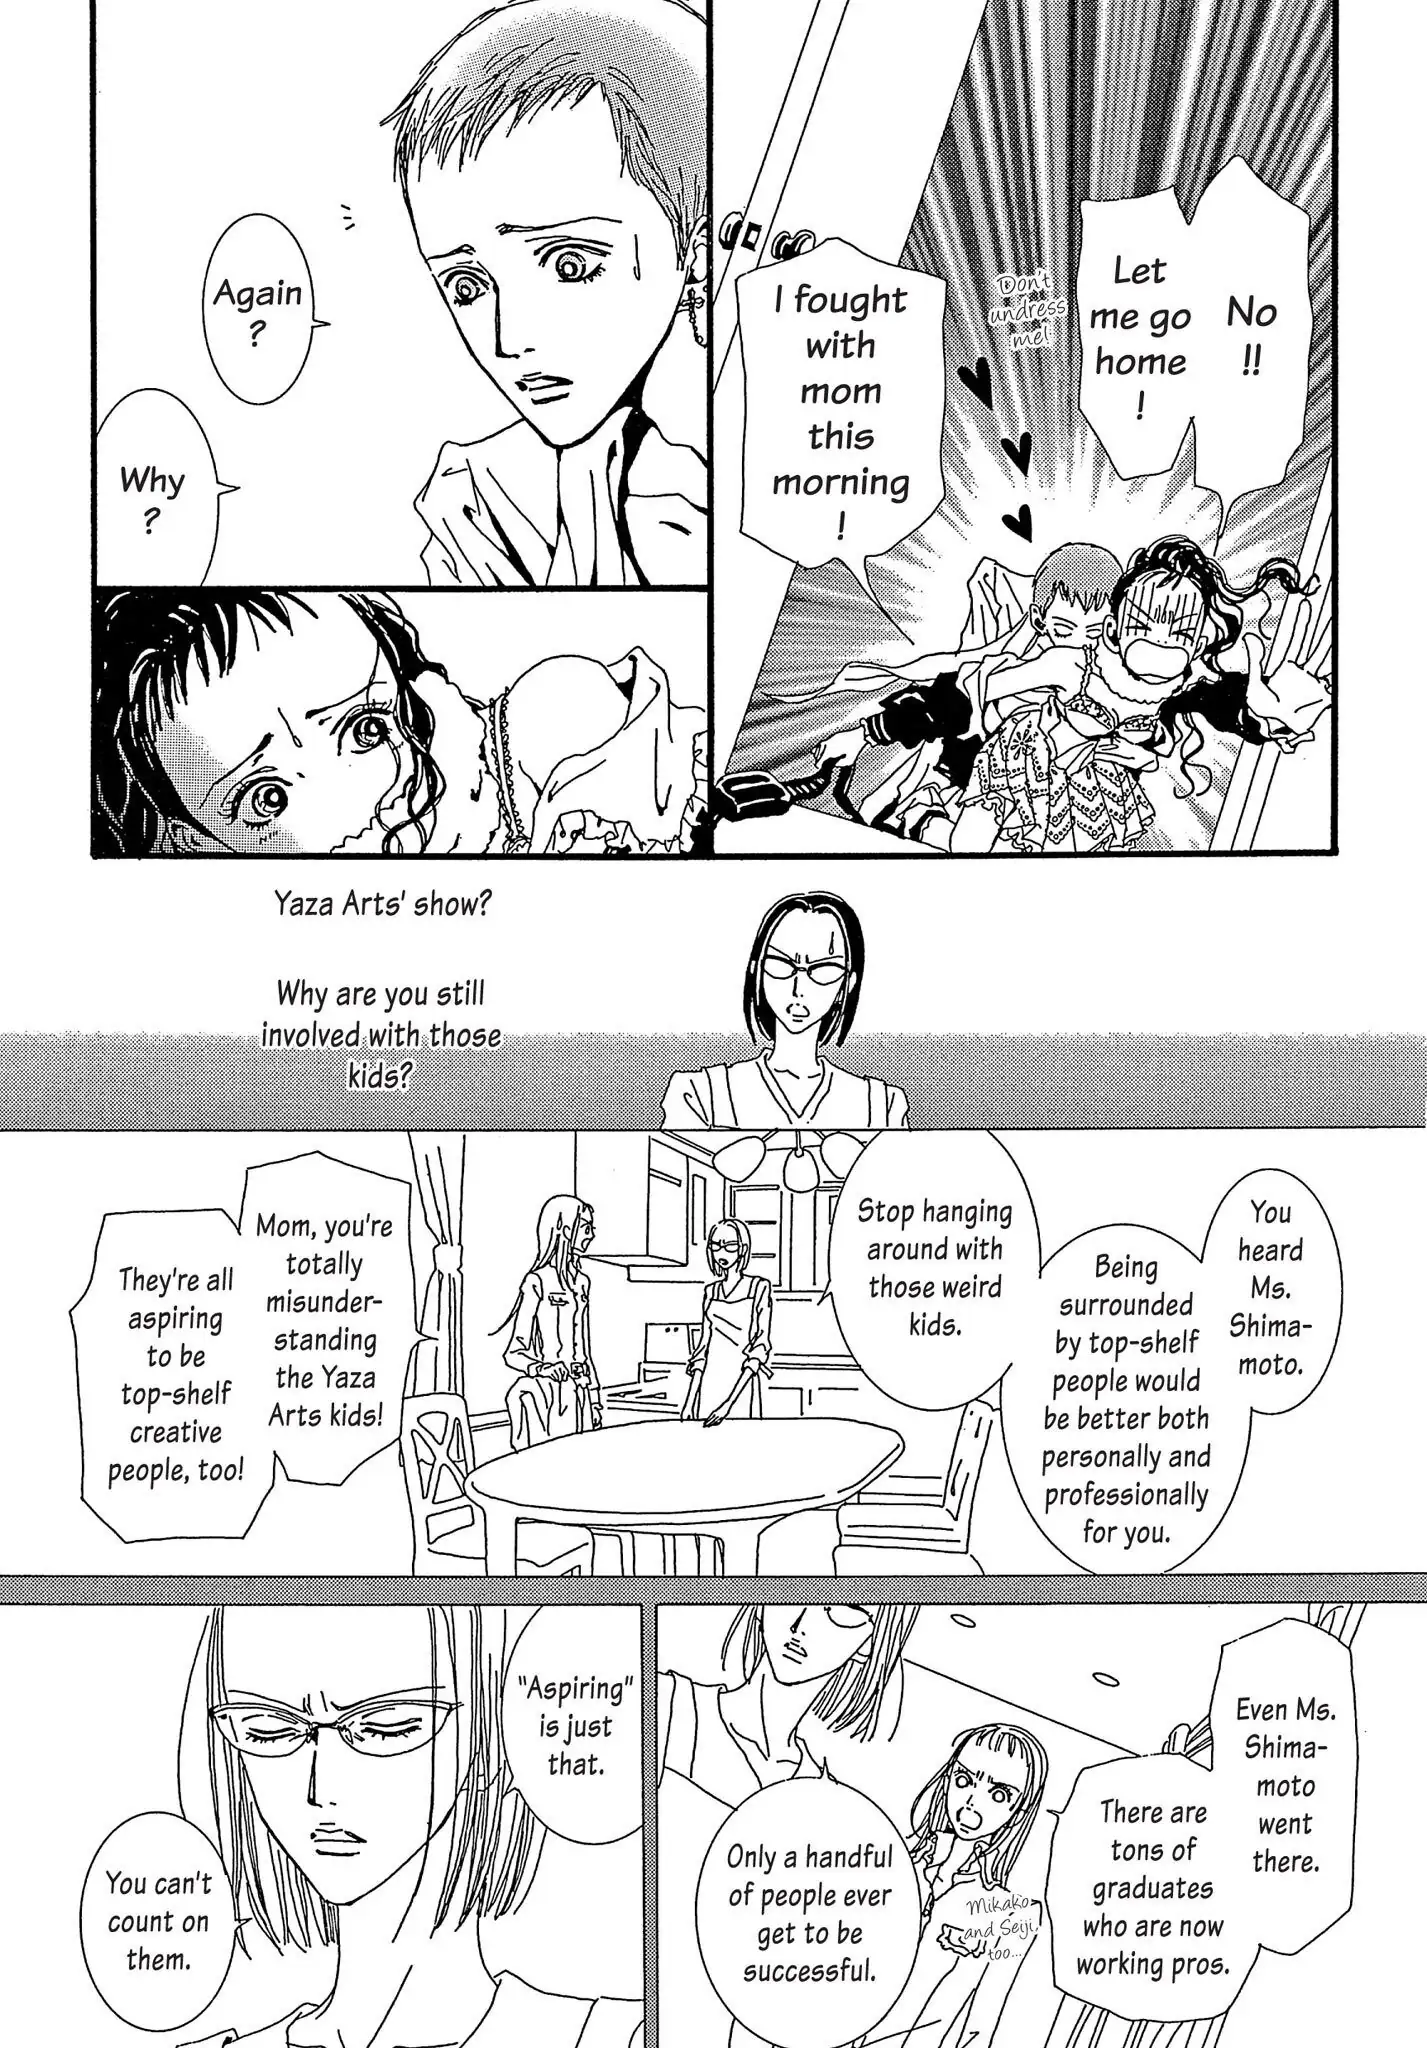 No
!!
Let
me go
home
!
Don't
undress
me!
I fought
with
mom
this
morning
!
Again
?
Why
?
Yaza Arts' show?
Why are you still
involved with those
kids?
You
heard
Ms.
Shima-
moto.
Being
surrounded
by top-shelf
people would
be better both
personally and
professionally
for you.
Stop hanging
around with
those weird
kids.
Mom, you're
totally
misunder-
standing
the Yaza
Arts kids!
They're all
aspiring
to be
top-shelf
creative
people, too!
Even Ms.
Shima-
moto
went
there.
There are
tons of
graduates
who are now
working pros.
Mikako
and Seiji,
too...
Only a handful
of people ever
get to be
successful.
"Aspiring"
is just
that.
You can't
count on
them.